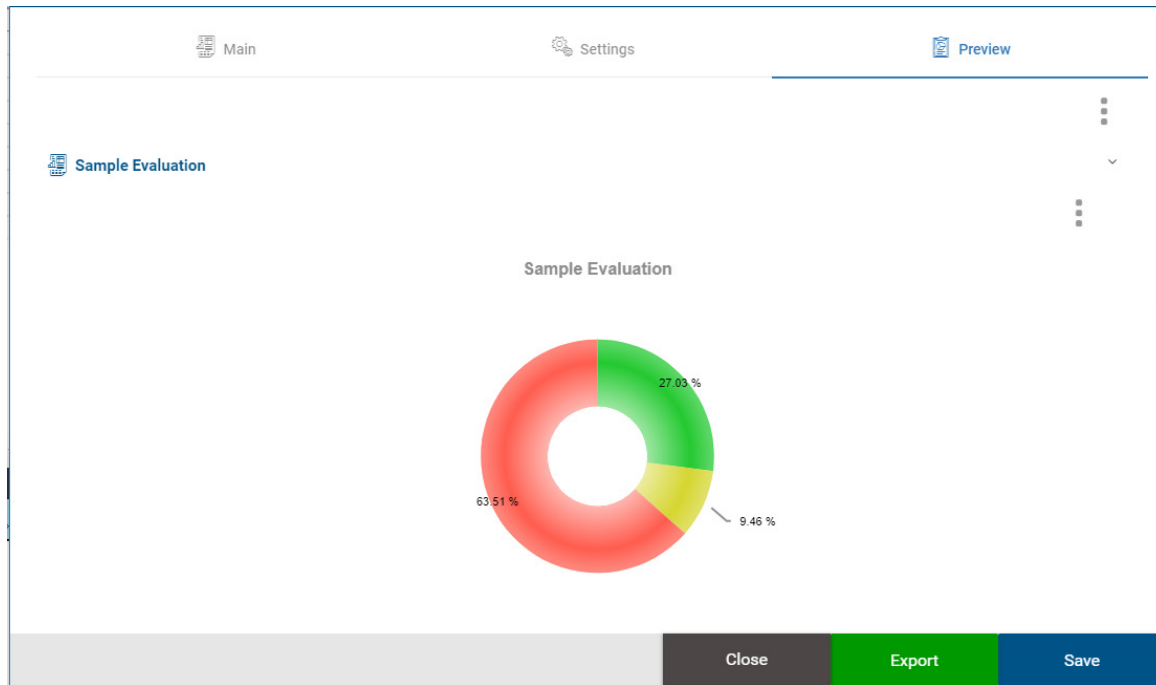 Main
Settings
Preview
Sample Evaluation
Sample Evaluation
27.03 %
63.51 %
9.46 %
Close
Export
Save